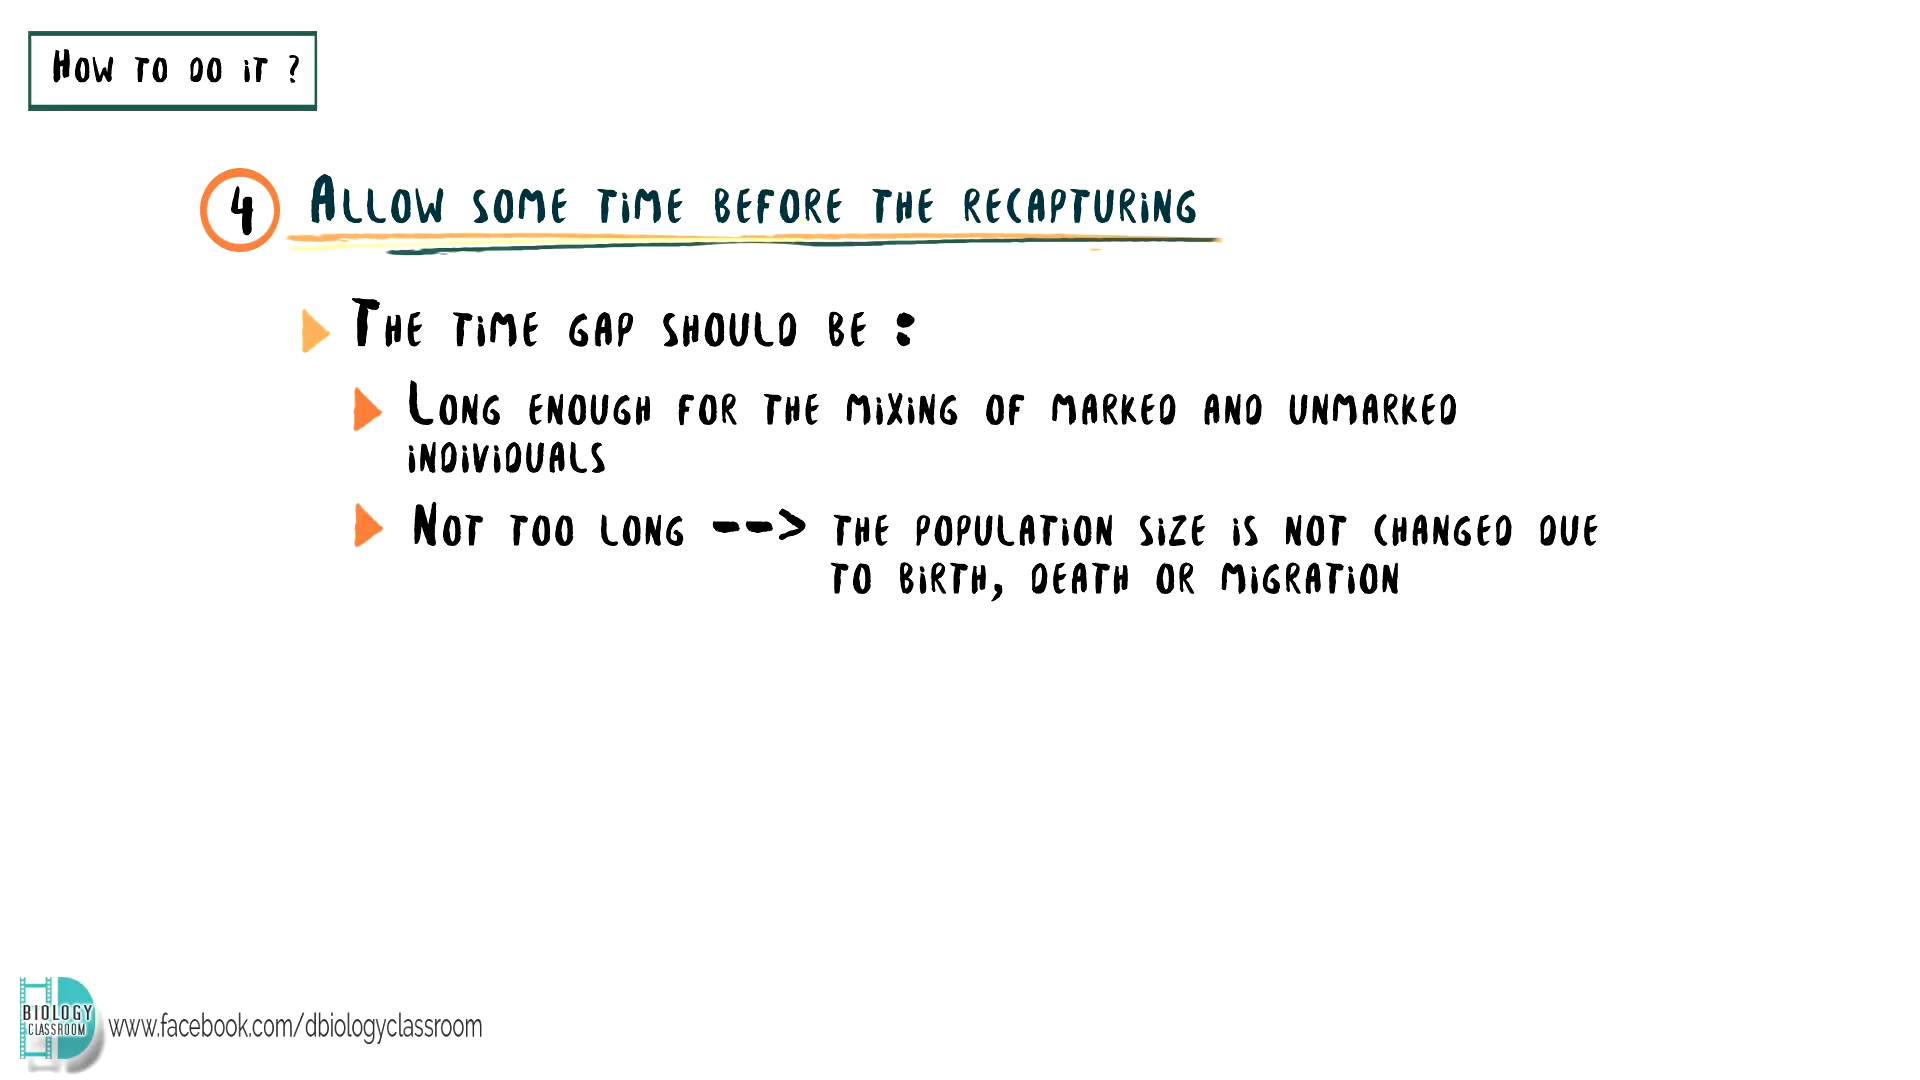 How to do it ?
4 Allow some time before the recapturing
The time gap should be :
Long enough for the mixing of marked and unmarked
individuals
Not too long --> the population size is not changed due
to birth, death or migration
BIOLOGY
CLASSROOM
www.facebook.com/dbiologyclassroom